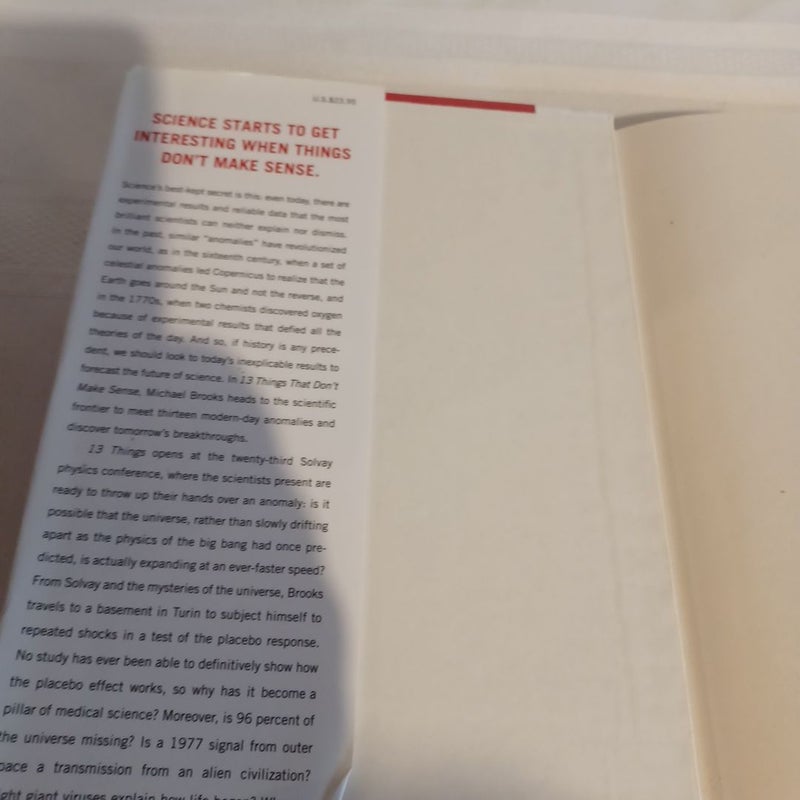 U.S. $23.95
SCIENCE STARTS TO GET
INTERESTING WHEN THINGS
DON'T MAKE SENSE.
Science's best-kept secret is this: even today, there are
experimental results and reliable data that the most
brilliant scientists can neither explain nor dismiss.
In the past, similar "anomalies" have revolutionized
our world, as in the sixteenth century, when a set of
celestial anomalies led Copernicus to realize that the
Earth goes around the Sun and not the reverse, and
in the 1770s, when two chemists discovered oxygen
because of experimental results that defied all the
theories of the day. And so, if history is any prece-
dent, we should look to today's inexplicable results to
forecast the future of science. In 13 Things That Don't
Make Sense, Michael Brooks heads to the scientific
frontier to meet thirteen modern-day anomalies and
discover tomorrow's breakthroughs.
13 Things opens at the twenty-third Solvay
physics conference, where the scientists present are
ready to throw up their hands over an anomaly: is it
possible that the universe, rather than slowly drifting
apart as the physics of the big bang had once pre-
dicted, is actually expanding at an ever-faster speed?
From Solvay and the mysteries of the universe, Brooks
travels to a basement in Turin to subject himself to
repeated shocks in a test of the placebo response.
No study has ever been able to definitively show how
the placebo effect works, so why has it become a
pillar of medical science? Moreover, is 96 percent of
the universe missing? Is a 1977 signal from outer
pace a transmission from an alien civilization?
ght giant viruses explain how life began?